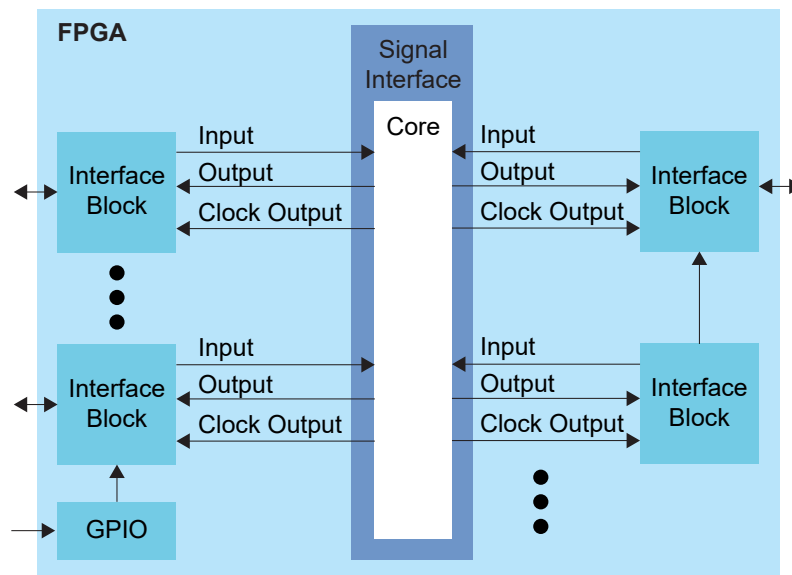 FPGA
Signal
Interface
Core
Interface
Block
Input
Output
Clock Output
Input
Output
Clock Output
Interface
Block
Interface
Block
Input
Output
Clock Output
Input
Output
Clock Output
Interface
Block
GPIO